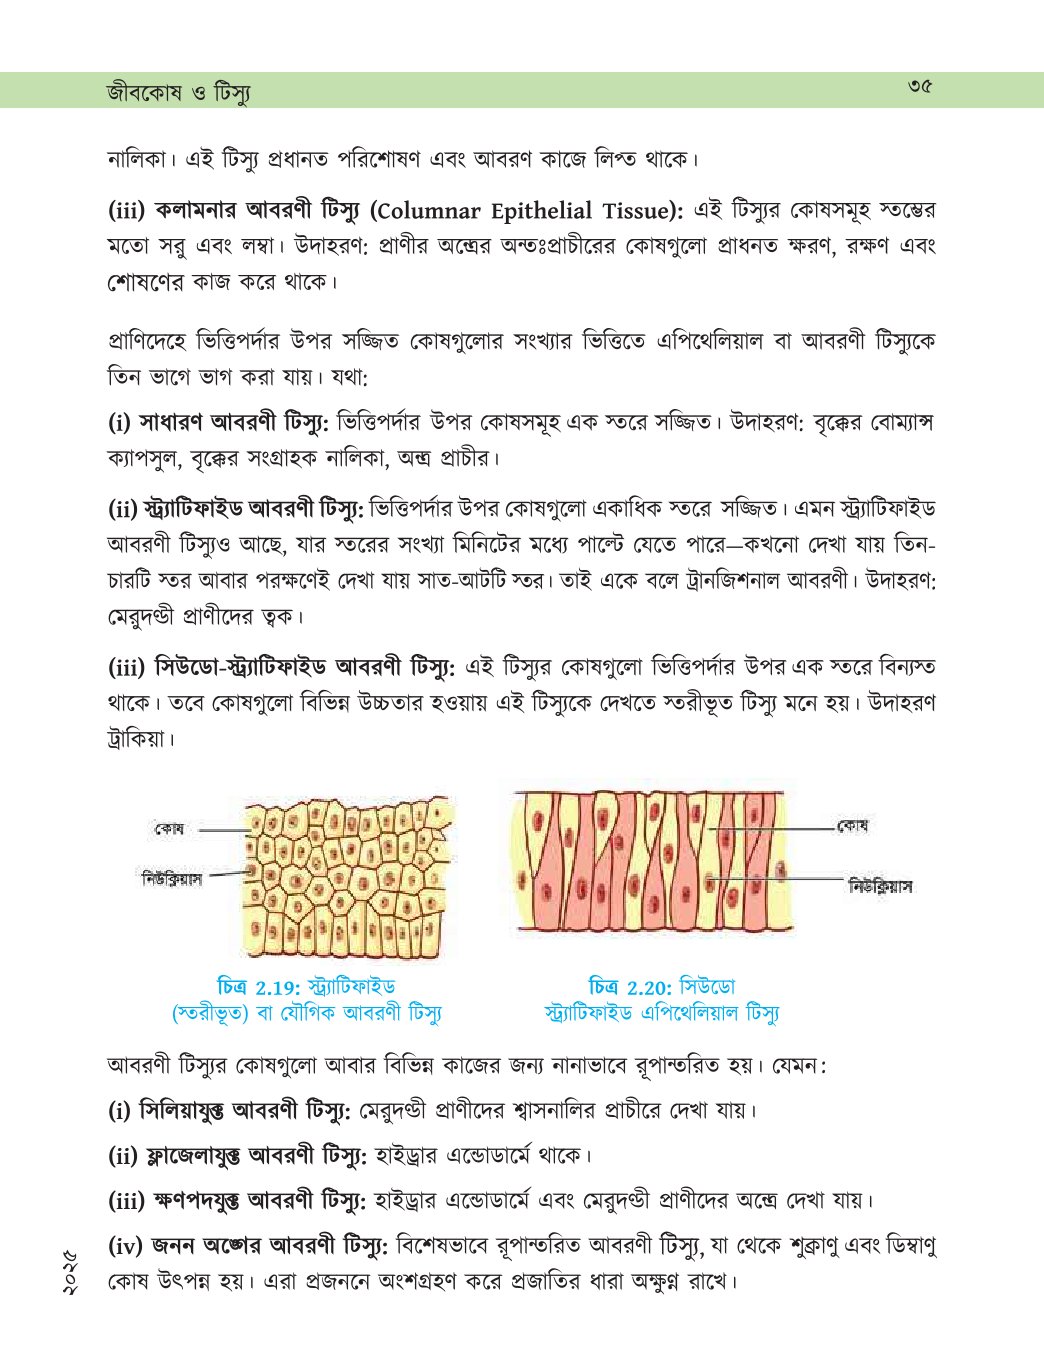 জীবকোষ ও টিস্যু
৩৫
নালিকা। এই টিস্যু প্রধানত পরিশোষণ এবং আবরণ কাজে লিপ্ত থাকে।
(iii) কলামনার আবরণী টিস্যু (Columnar Epithelial Tissue): এই টিস্যুর কোষসমূহ স্তম্ভের
মতো সরু এবং লম্বা। উদাহরণ: প্রাণীর অন্ত্রের অন্তঃপ্রাচীরের কোষগুলো প্রাধনত ক্ষরণ, রক্ষণ এবং
শোষণের কাজ করে থাকে।
প্রাণিদেহে ভিত্তিপর্দার উপর সজ্জিত কোষগুলোর সংখ্যার ভিত্তিতে এপিথেলিয়াল বা আবরণী টিস্যুকে
তিন ভাগে ভাগ করা যায়। যথা:
(i) সাধারণ আবরণী টিস্যু: ভিত্তিপর্দার উপর কোষসমূহ এক স্তরে সজ্জিত। উদাহরণ: বৃক্কের বোম্যান্স
ক্যাপসুল, বৃক্কের সংগ্রাহক নালিকা, অন্ত্র প্রাচীর।
(ii) স্ট্র্যাটিফাইড আবরণী টিস্যু: ভিত্তিপর্দার উপর কোষগুলো একাধিক স্তরে সজ্জিত। এমন স্ট্র্যাটিফাইড
আবরণী টিস্যুও আছে, যার স্তরের সংখ্যা মিনিটের মধ্যে পাল্টে যেতে পারে—কখনো দেখা যায় তিন-
চারটি স্তর আবার পরক্ষণেই দেখা যায় সাত-আটটি স্তর। তাই একে বলে ট্রানজিশনাল আবরণী। উদাহরণ:
মেরুদণ্ডী প্রাণীদের ত্বক।
(iii) সিউডো-স্ট্র্যাটিফাইড আবরণী টিস্যু: এই টিস্যুর কোষগুলো ভিত্তিপর্দার উপর এক স্তরে বিন্যস্ত
থাকে। তবে কোষগুলো বিভিন্ন উচ্চতার হওয়ায় এই টিস্যুকে দেখতে স্তরীভূত টিস্যু মনে হয়। উদাহরণ
ট্রাকিয়া।
কোষ
নিউক্লিয়াস
কোষ
নিউক্লিয়াস
চিত্র 2.19: স্ট্র্যাটিফাইড
(স্তরীভূত) বা যৌগিক আবরণী টিস্যু
চিত্র 2.20: সিউডো
স্ট্র্যাটিফাইড এপিথেলিয়াল টিস্যু
আবরণী টিস্যুর কোষগুলো আবার বিভিন্ন কাজের জন্য নানাভাবে রূপান্তরিত হয়। যেমন:
(i) সিলিয়াযুক্ত আবরণী টিস্যু: মেরুদণ্ডী প্রাণীদের শ্বাসনালির প্রাচীরে দেখা যায়।
(ii) ফ্লাজেলাযুক্ত আবরণী টিস্যু: হাইড্রার এন্ডোডার্মে থাকে।
(iii) ক্ষণপদযুক্ত আবরণী টিস্যু: হাইড্রার এন্ডোডার্মে এবং মেরুদণ্ডী প্রাণীদের অন্ত্রে দেখা যায়।
(iv) জনন অঙ্গের আবরণী টিস্যু: বিশেষভাবে রূপান্তরিত আবরণী টিস্যু, যা থেকে শুক্রাণু এবং ডিম্বাণু
কোষ উৎপন্ন হয়। এরা প্রজননে অংশগ্রহণ করে প্রজাতির ধারা অক্ষুণ্ন রাখে।
২০২৫